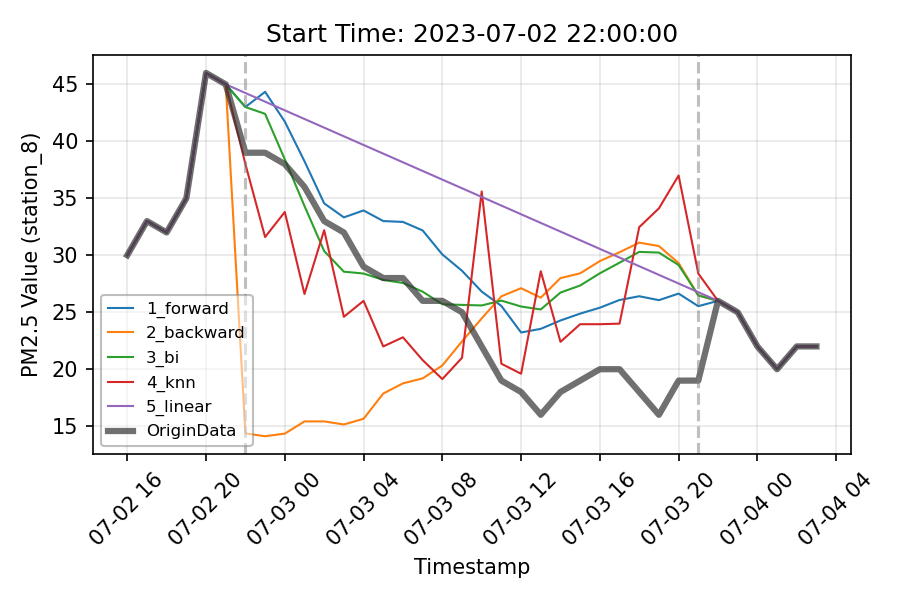 Start Time: 2023-07-02 22:00:00
PM2.5 Value (station_8)
45
40
35
30
25
20
15
1_forward
2_backward
3_bi
4_knn
5_linear
OriginData
07-02 16
07-02 20
07-03 00
07-03 04
07-03 08
07-03 12
07-03 16
07-03 20
07-04 00
07-04 04
Timestamp